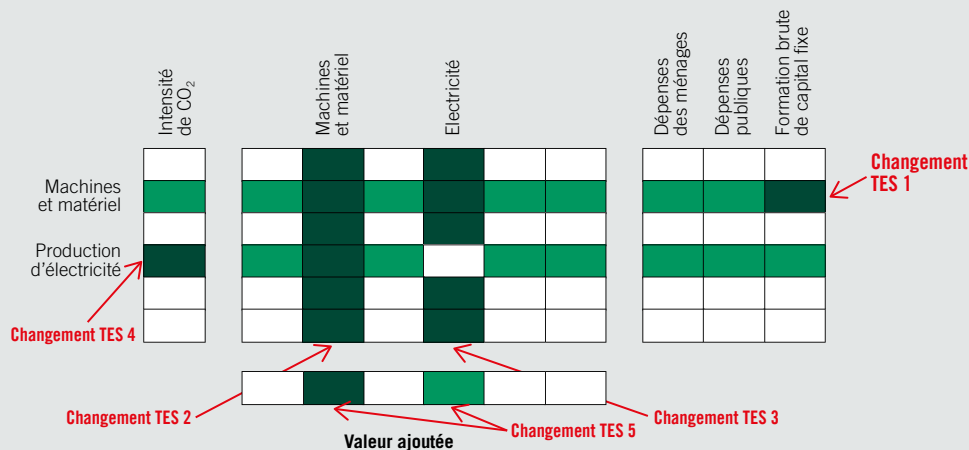 Intensité
de CO₂
Machines
et matériel
Electricité
Dépenses
des ménages
Dépenses
publiques
Formation brute
de capital fixe
Changement
TES 1
Machines
et matériel
Production
d'électricité
Changement TES 4
Changement TES 2
Changement TES 5
Changement TES 3
Valeur ajoutée